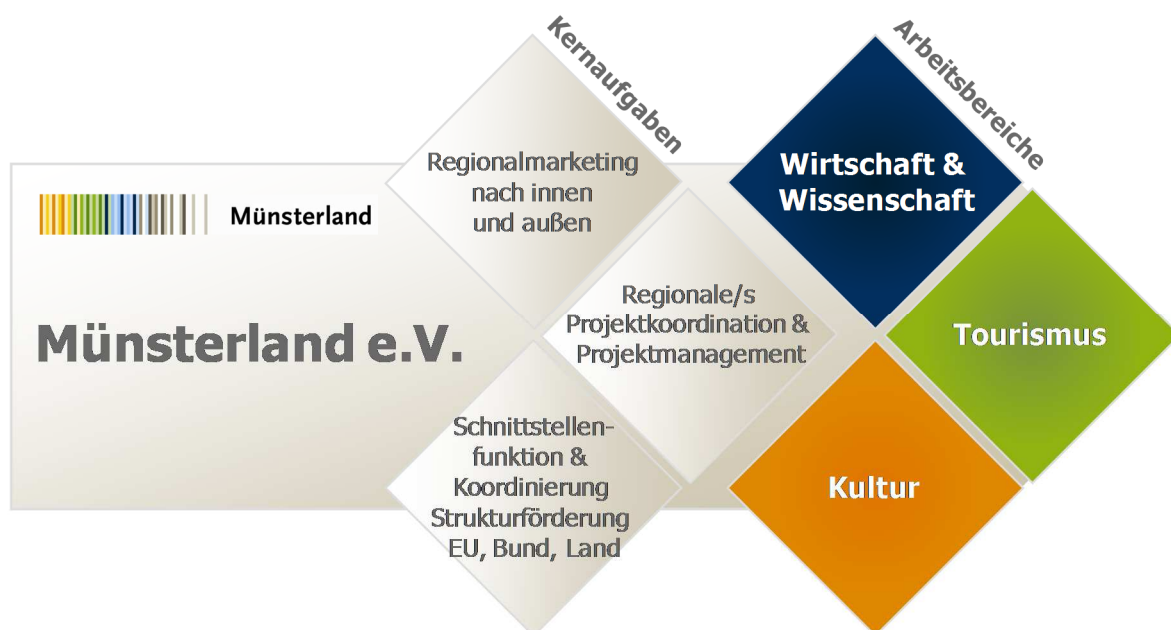 Kernaufgaben
Arbeitsbereiche
Münsterland
Münsterland e.V.
Regionalmarketing
nach innen
und außen
Regionale/s
Projektkoordination &
Projektmanagement
Schnittstellen-
funktion &
Koordinierung
Strukturförderung
EU, Bund, Land
Wirtschaft &
Wissenschaft
Tourismus
Kultur